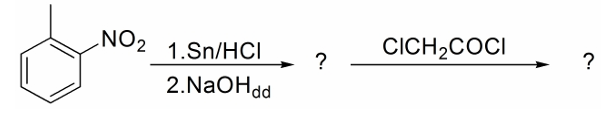 NO2
1.Sn/HCl
2.NaOHdd
?
ClCH2COCl
?